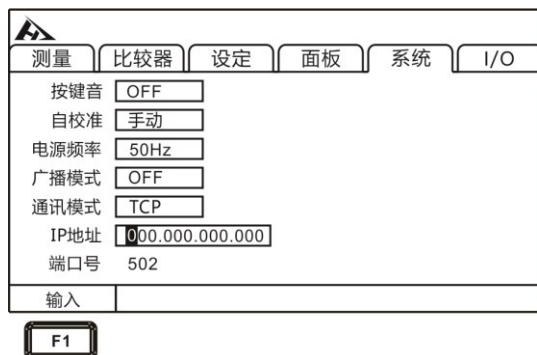 测量 比较器 设定 面板 系统 I/O
按键音 OFF
自校准 手动
电源频率 50Hz
广播模式 OFF
通讯模式 TCP
IP地址 000.000.000.000
端口号 502
输入
F1